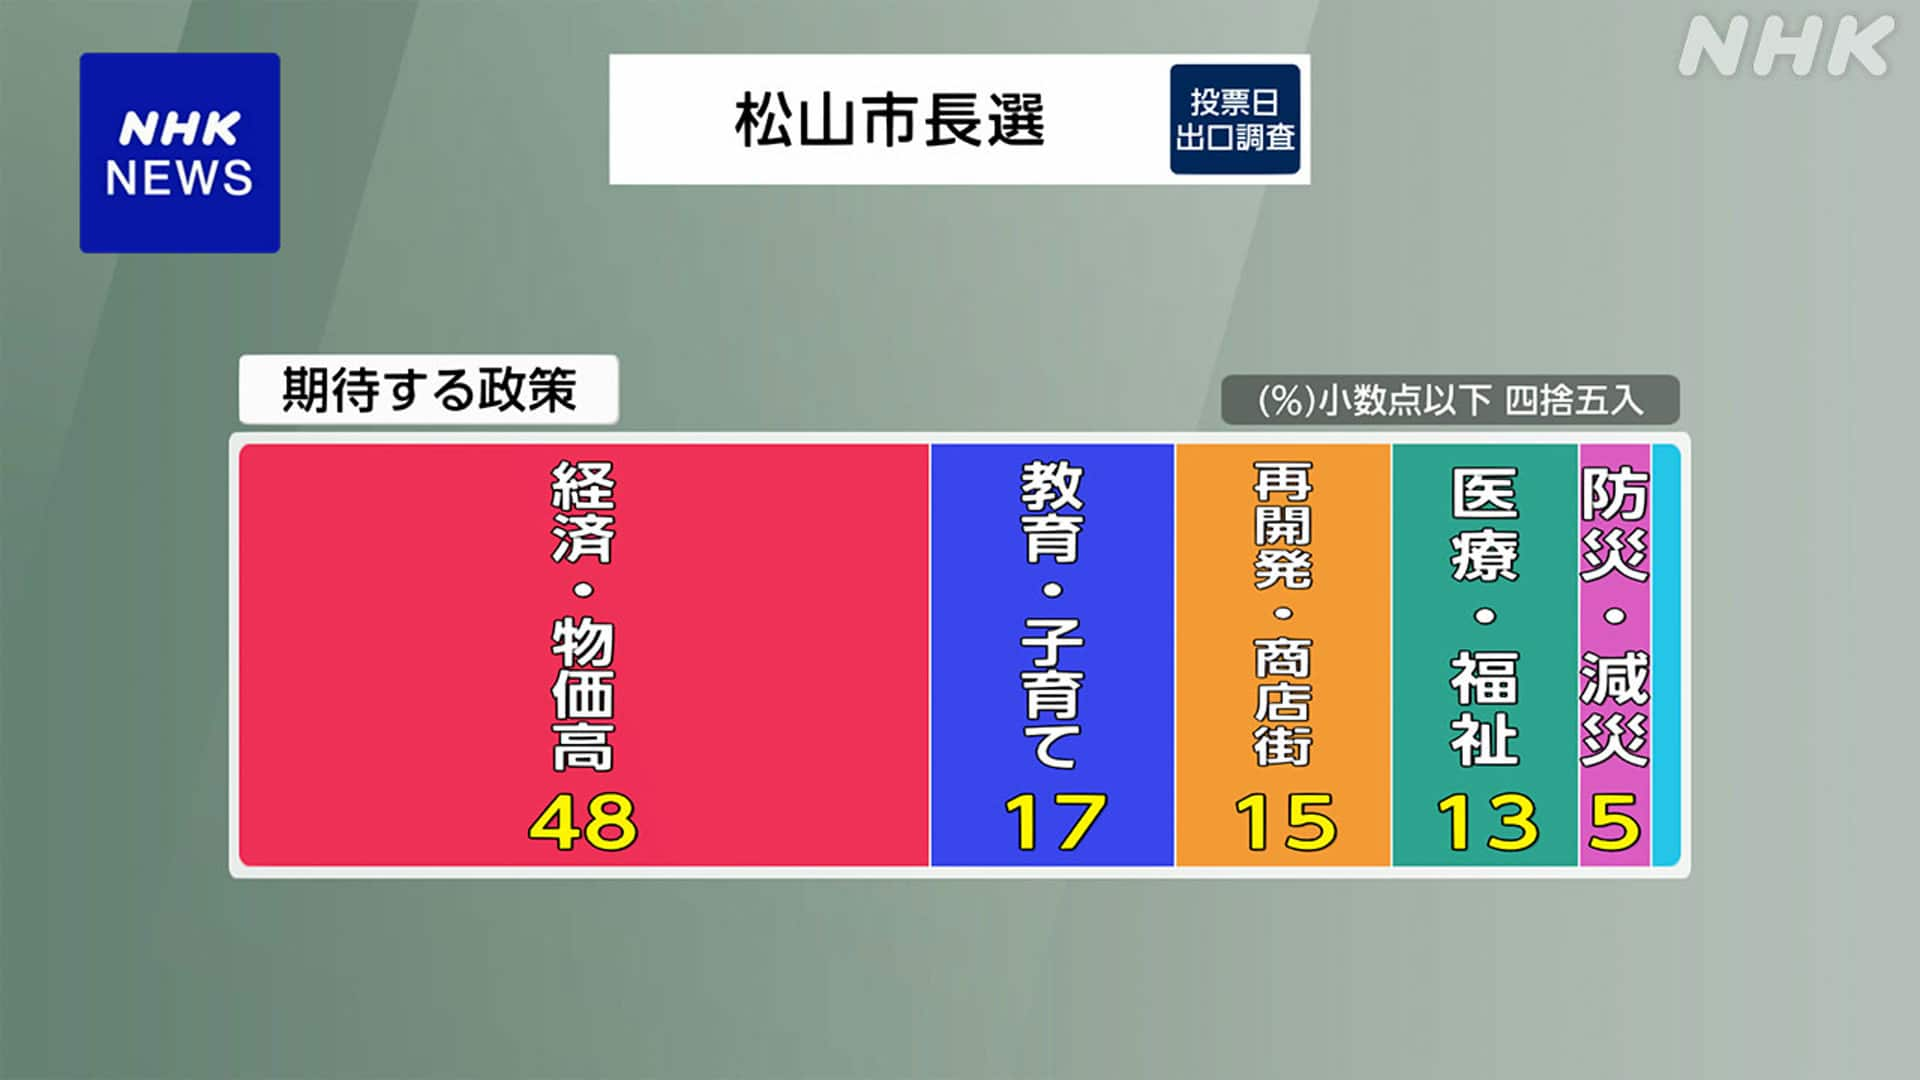 NHK
NHK
NEWS
松山市長選
投票日
出口調査
期待する政策
(%)小数点以下 四捨五入
経済・物価高
48
教育・子育て
17
再開発・商店街
15
医療・福祉
13
防災・減災
5